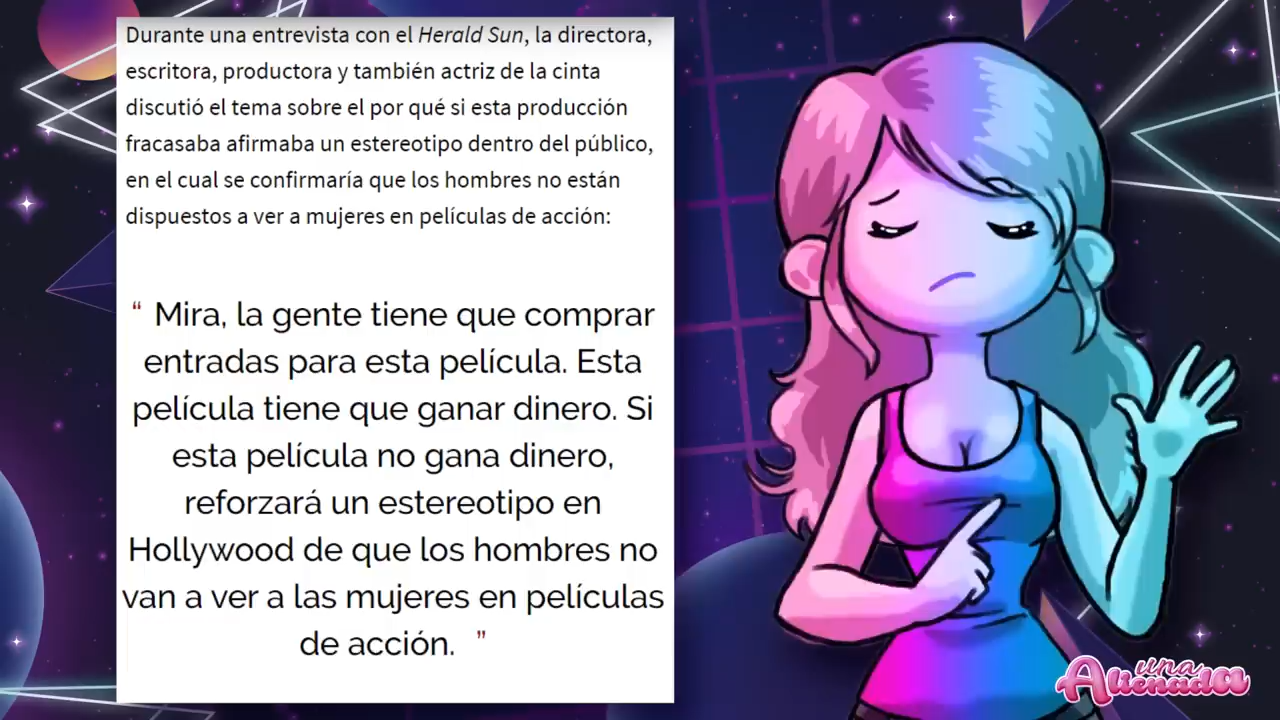 Durante una entrevista con el Herald Sun, la directora,
escritora, productora y también actriz de la cinta
discutió el tema sobre el por qué si esta producción
fracasaba afirmaba un estereotipo dentro del público,
en el cual se confirmaría que los hombres no están
dispuestos a ver a mujeres en películas de acción:
“ Mira, la gente tiene que comprar
entradas para esta película. Esta
película tiene que ganar dinero. Si
esta película no gana dinero,
reforzará un estereotipo en
Hollywood de que los hombres no
van a ver a las mujeres en películas
de acción. ”
una
Alienada